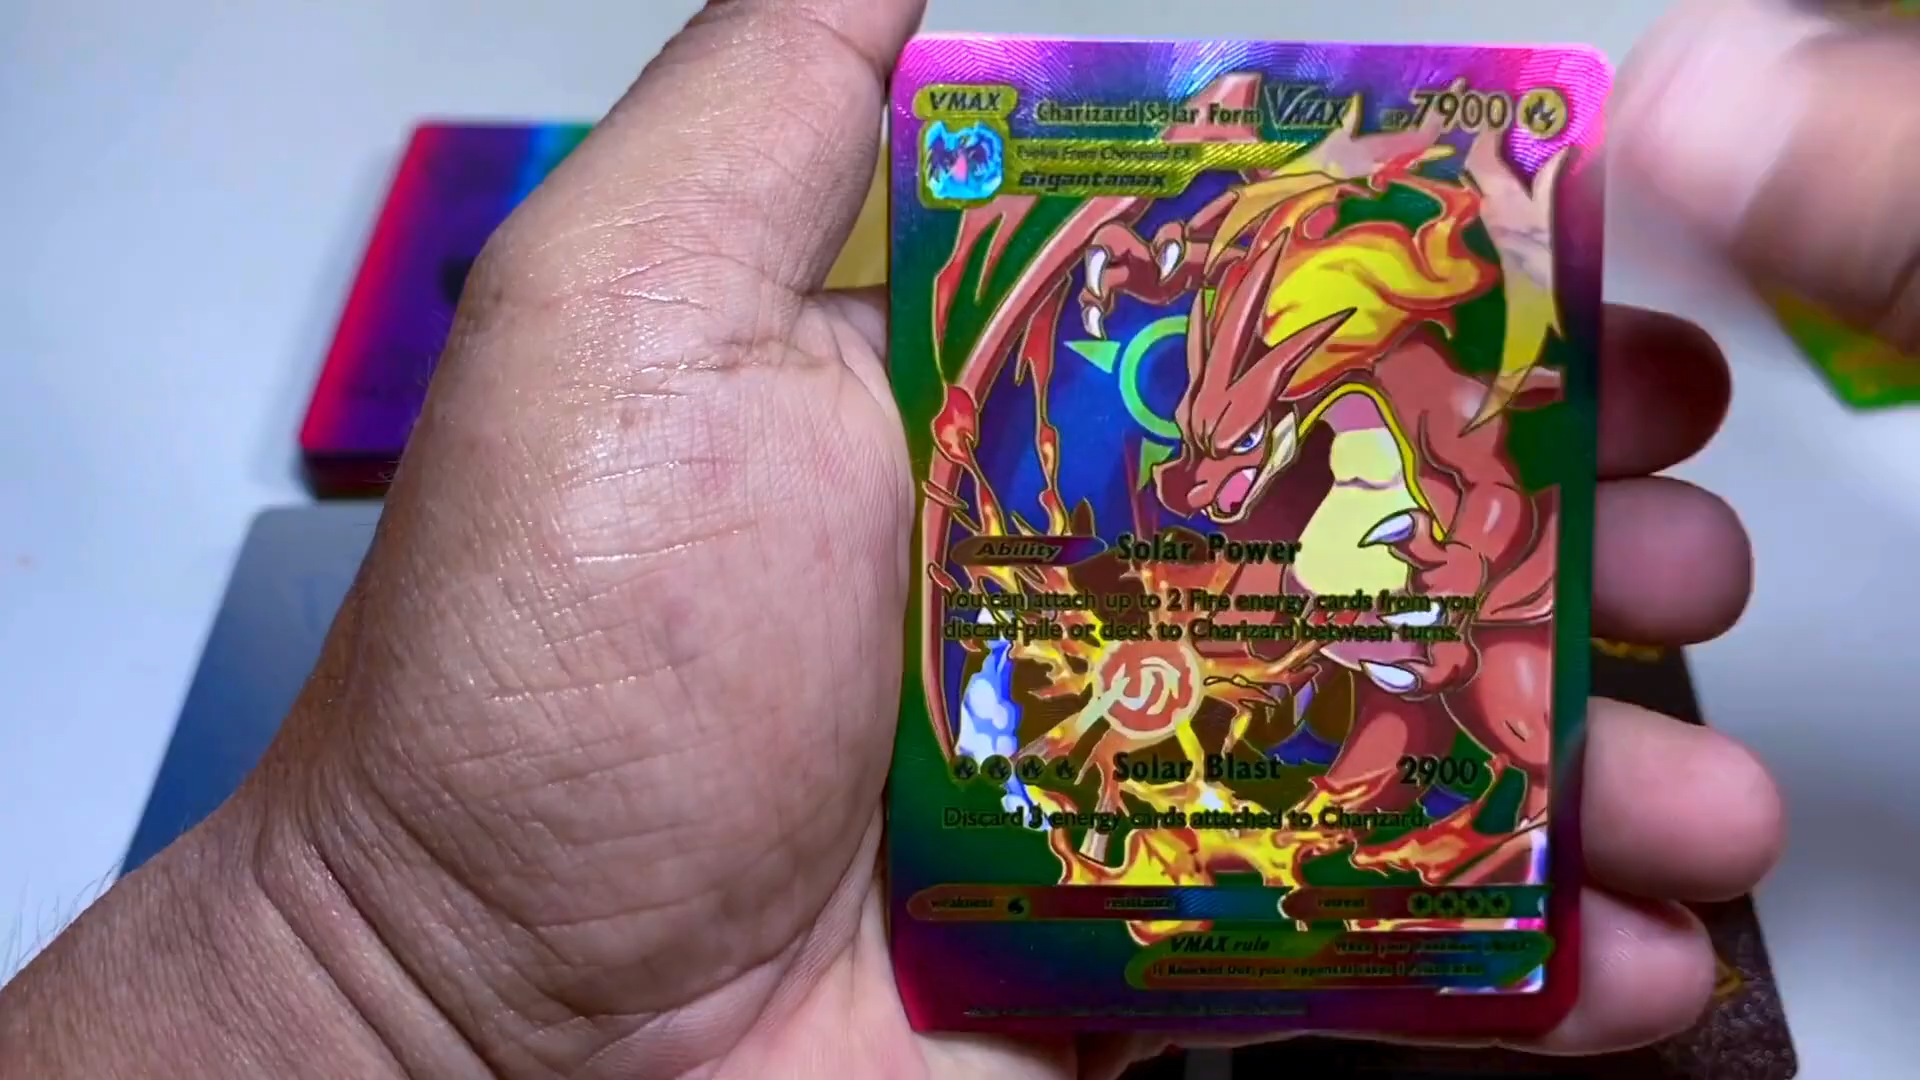 VMAX Charizard Solar Form VMAX HP 7900
Evolve From Charizard EX
Gigantamax
Ability Solar Power
You can attach up to 2 Fire energy cards from you
discard pile or deck to Charizard between turns.
Solar Blast 2900
Discard 3 energy cards attached to Charizard.
weakness resistance retreat
VMAX rule